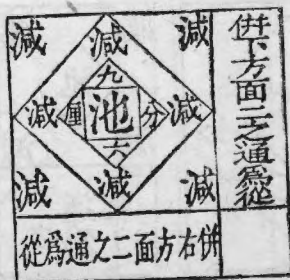 併下方面二之通爲從
減 減 減
九
減 厘 池 分 減
六
減 減 減
併右方面二之通爲從